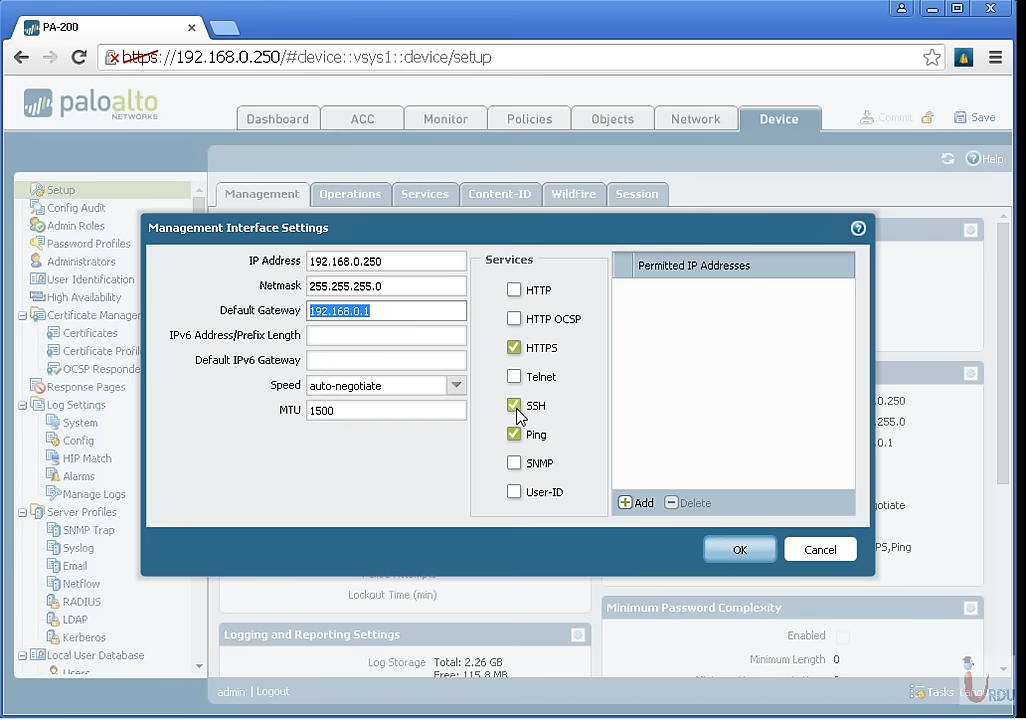 PA-200
https://192.168.0.250/#device::vsys1::device/setup
paloalto
NETWORKS
Dashboard
ACC
Monitor
Policies
Objects
Network
Device
Commit
Save
Help
Setup
Config Audit
Admin Roles
Password Profiles
Administrators
User Identification
High Availability
Certificate Manager
Certificates
Certificate Profil
OCSP Responde
Response Pages
Log Settings
System
Config
HIP Match
Alarms
Manage Logs
Server Profiles
SNMP Trap
Syslog
Email
Netflow
RADIUS
LDAP
Kerberos
Local User Database
Users
Management
Operations
Services
Content-ID
WildFire
Session
Management Interface Settings
IP Address 192.168.0.250
Netmask 255.255.255.0
Default Gateway 192.168.0.1
IPv6 Address/Prefix Length
Default IPv6 Gateway
Speed auto-negotiate
MTU 1500
Services
HTTP
HTTP OCSP
HTTPS
Telnet
SSH
Ping
SNMP
User-ID
Permitted IP Addresses
Add
Delete
OK
Cancel
.0.250
255.0
.0.1
gotiate
PS,Ping
Lockout Time (min)
Logging and Reporting Settings
Log Storage Total: 2.26 GB
Free: 115.8 MB
Minimum Password Complexity
Enabled
Minimum Length 0
admin | Logout
Tasks
URDU